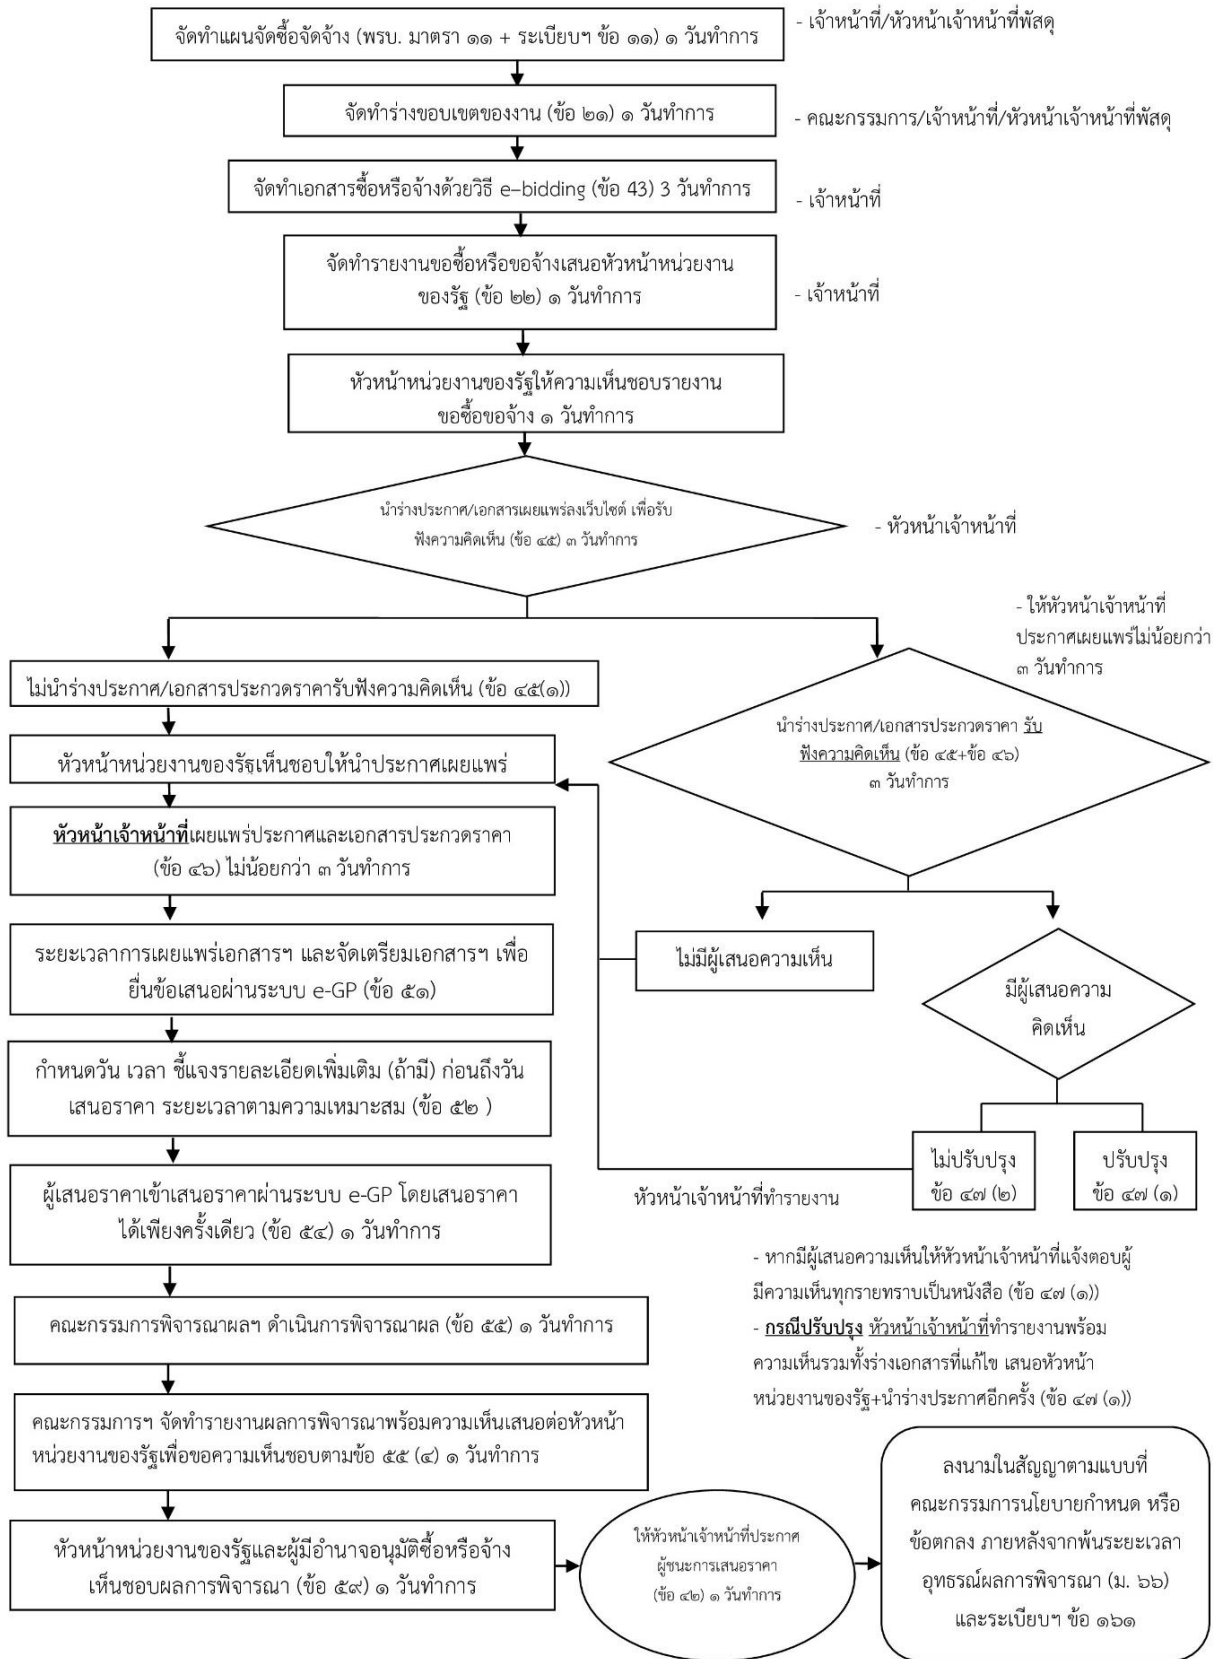 จัดทำแผนจัดซื้อจัดจ้าง (พรบ. มาตรา ๑๑ + ระเบียบฯ ข้อ ๑๑) ๑ วันทำการ
- เจ้าหน้าที่/หัวหน้าเจ้าหน้าที่พัสดุ
จัดทำร่างขอบเขตของงาน (ข้อ ๒๑) ๑ วันทำการ
- คณะกรรมการ/เจ้าหน้าที่/หัวหน้าเจ้าหน้าที่พัสดุ
จัดทำเอกสารซื้อหรือจ้างด้วยวิธี e–bidding (ข้อ 43) 3 วันทำการ
- เจ้าหน้าที่
จัดทำรายงานขอซื้อหรือขอจ้างเสนอหัวหน้าหน่วยงาน
ของรัฐ (ข้อ ๒๒) ๑ วันทำการ
- เจ้าหน้าที่
หัวหน้าหน่วยงานของรัฐให้ความเห็นชอบรายงาน
ขอซื้อขอจ้าง ๑ วันทำการ
นำร่างประกาศ/เอกสารเผยแพร่ลงเว็บไซต์ เพื่อรับ
ฟังความคิดเห็น (ข้อ ๔๕) ๓ วันทำการ
- หัวหน้าเจ้าหน้าที่
- ให้หัวหน้าเจ้าหน้าที่
ประกาศเผยแพร่ไม่น้อยกว่า
๓ วันทำการ
ไม่นำร่างประกาศ/เอกสารประกวดราคารับฟังความคิดเห็น (ข้อ ๔๕(๑))
นำร่างประกาศ/เอกสารประกวดราคา รับ
ฟังความคิดเห็น (ข้อ ๔๕+ข้อ ๔๖)
๓ วันทำการ
หัวหน้าหน่วยงานของรัฐเห็นชอบให้นำประกาศเผยแพร่
หัวหน้าเจ้าหน้าที่เผยแพร่ประกาศและเอกสารประกวดราคา
(ข้อ ๔๖) ไม่น้อยกว่า ๓ วันทำการ
ระยะเวลาการเผยแพร่เอกสารฯ และจัดเตรียมเอกสารฯ เพื่อ
ยื่นข้อเสนอผ่านระบบ e-GP (ข้อ ๕๑)
ไม่มีผู้เสนอความเห็น
มีผู้เสนอความ
คิดเห็น
กำหนดวัน เวลา ชี้แจงรายละเอียดเพิ่มเติม (ถ้ามี) ก่อนถึงวัน
เสนอราคา ระยะเวลาตามความเหมาะสม (ข้อ ๕๒ )
ไม่ปรับปรุง
ข้อ ๔๗ (๒)
ปรับปรุง
ข้อ ๔๗ (๑)
หัวหน้าเจ้าหน้าที่ทำรายงาน
ผู้เสนอราคาเข้าเสนอราคาผ่านระบบ e-GP โดยเสนอราคา
ได้เพียงครั้งเดียว (ข้อ ๕๔) ๑ วันทำการ
- หากมีผู้เสนอความเห็นให้หัวหน้าเจ้าหน้าที่แจ้งตอบผู้
มีความเห็นทุกรายทราบเป็นหนังสือ (ข้อ ๔๗ (๑))
- กรณีปรับปรุง หัวหน้าเจ้าหน้าที่ทำรายงานพร้อม
ความเห็นรวมทั้งร่างเอกสารที่แก้ไข เสนอหัวหน้า
หน่วยงานของรัฐ+นำร่างประกาศอีกครั้ง (ข้อ ๔๗ (๑))
คณะกรรมการพิจารณาผลฯ ดำเนินการพิจารณาผล (ข้อ ๕๕) ๑ วันทำการ
คณะกรรมการฯ จัดทำรายงานผลการพิจารณาพร้อมความเห็นเสนอต่อหัวหน้า
หน่วยงานของรัฐเพื่อขอความเห็นชอบตามข้อ ๕๕ (๔) ๑ วันทำการ
หัวหน้าหน่วยงานของรัฐและผู้มีอำนาจอนุมัติซื้อหรือจ้าง
เห็นชอบผลการพิจารณา (ข้อ ๕๙) ๑ วันทำการ
ให้หัวหน้าเจ้าหน้าที่ประกาศ
ผู้ชนะการเสนอราคา
(ข้อ ๔๒) ๑ วันทำการ
ลงนามในสัญญาตามแบบที่
คณะกรรมการนโยบายกำหนด หรือ
ข้อตกลง ภายหลังจากพ้นระยะเวลา
อุทธรณ์ผลการพิจารณา (ม. ๖๖)
และระเบียบฯ ข้อ ๑๖๑